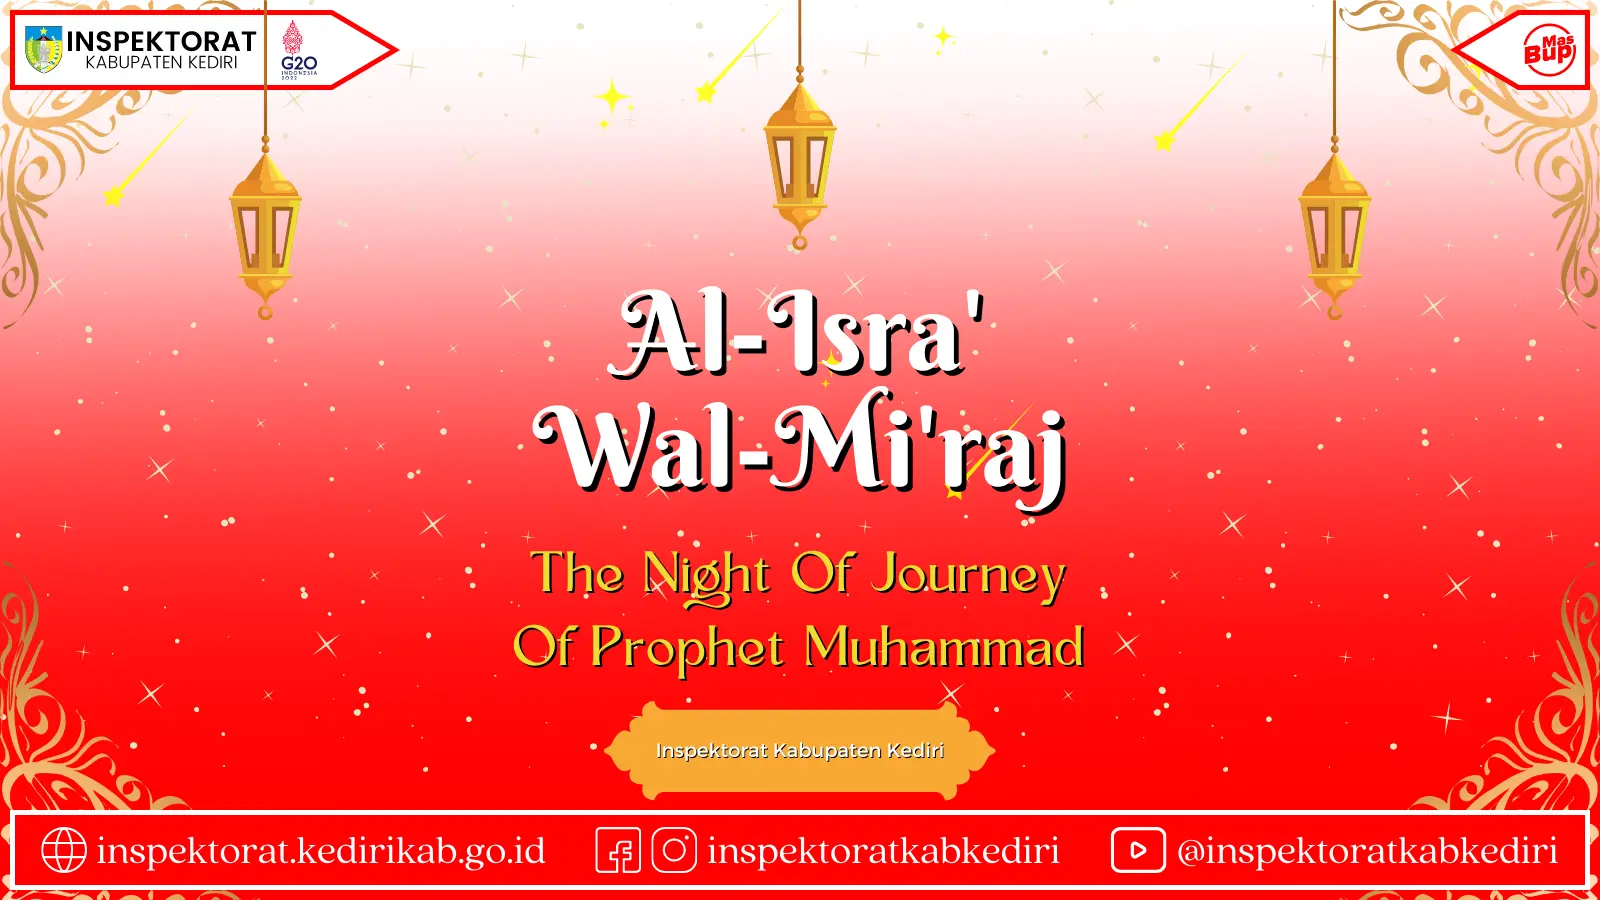 INSPEKTORAT
KABUPATEN KEDIRI
G20
INDONESIA
2022
Mas
Bup
Al-Isra'
Wal-Mi'raj
The Night Of Journey
Of Prophet Muhammad
Inspektorat Kabupaten Kediri
inspektorat.kedirikab.go.id
inspektoratkabkediri
@inspektoratkabkediri